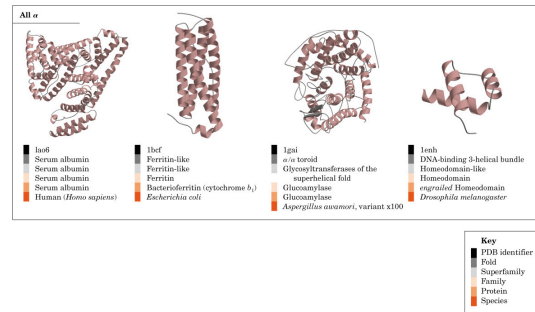 All α
1ao6
Serum albumin
Serum albumin
Serum albumin
Serum albumin
Human (Homo sapiens)
1bcf
Ferritin-like
Ferritin-like
Ferritin
Bacterioferritin (cytochrome b1)
Escherichia coli
1gai
α/α toroid
Glycosyltransferases of the
superhelical fold
Glucoamylase
Glucoamylase
Aspergillus awamori, variant x100
1enh
DNA-binding 3-helical bundle
Homeodomain-like
Homeodomain
engrailed Homeodomain
Drosophila melanogaster
Key
PDB identifier
Fold
Superfamily
Family
Protein
Species